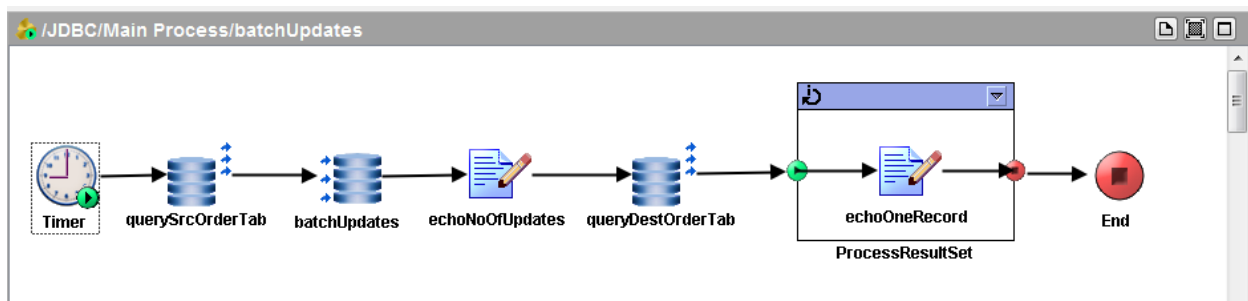 /JDBC/Main Process/batchUpdates
Timer
querySrcOrderTab
batchUpdates
echoNoOfUpdates
queryDestOrderTab
echoOneRecord
ProcessResultSet
End